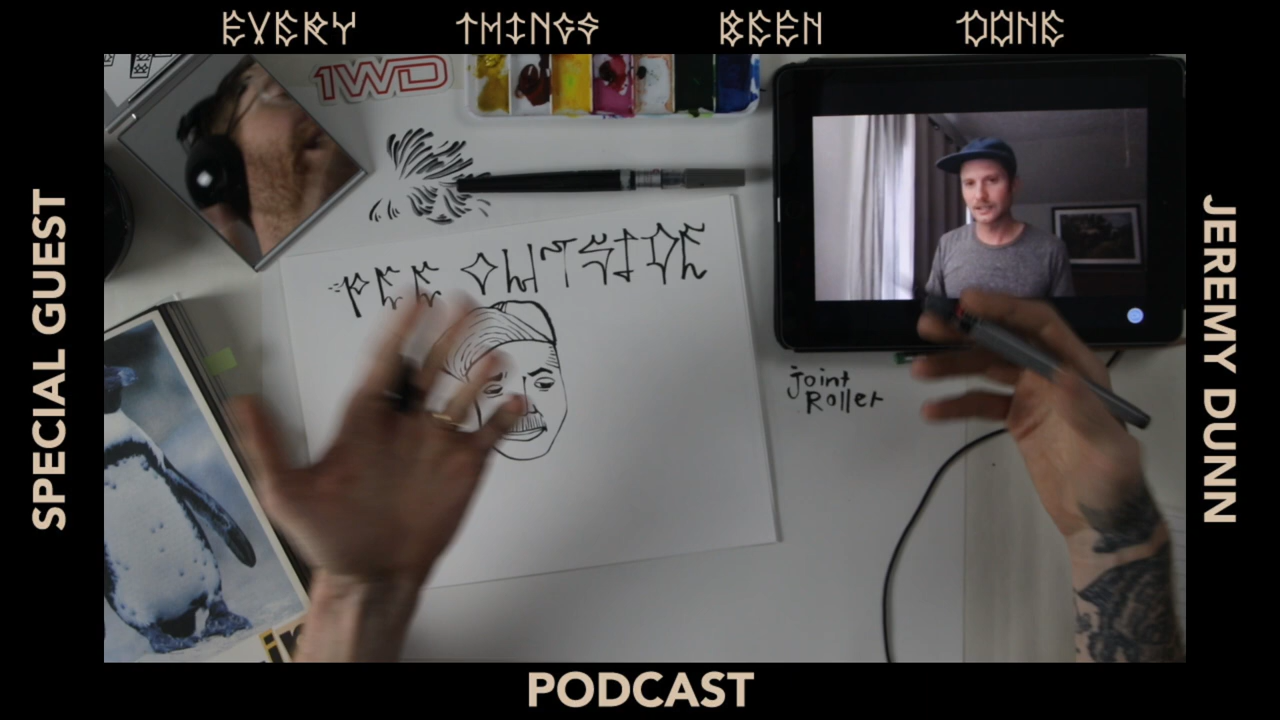 EVERY THINGS BEEN DONE
SPECIAL GUEST
JEREMY DUNN
1WD
PEE OUTSIDE
joint
Roller
PODCAST